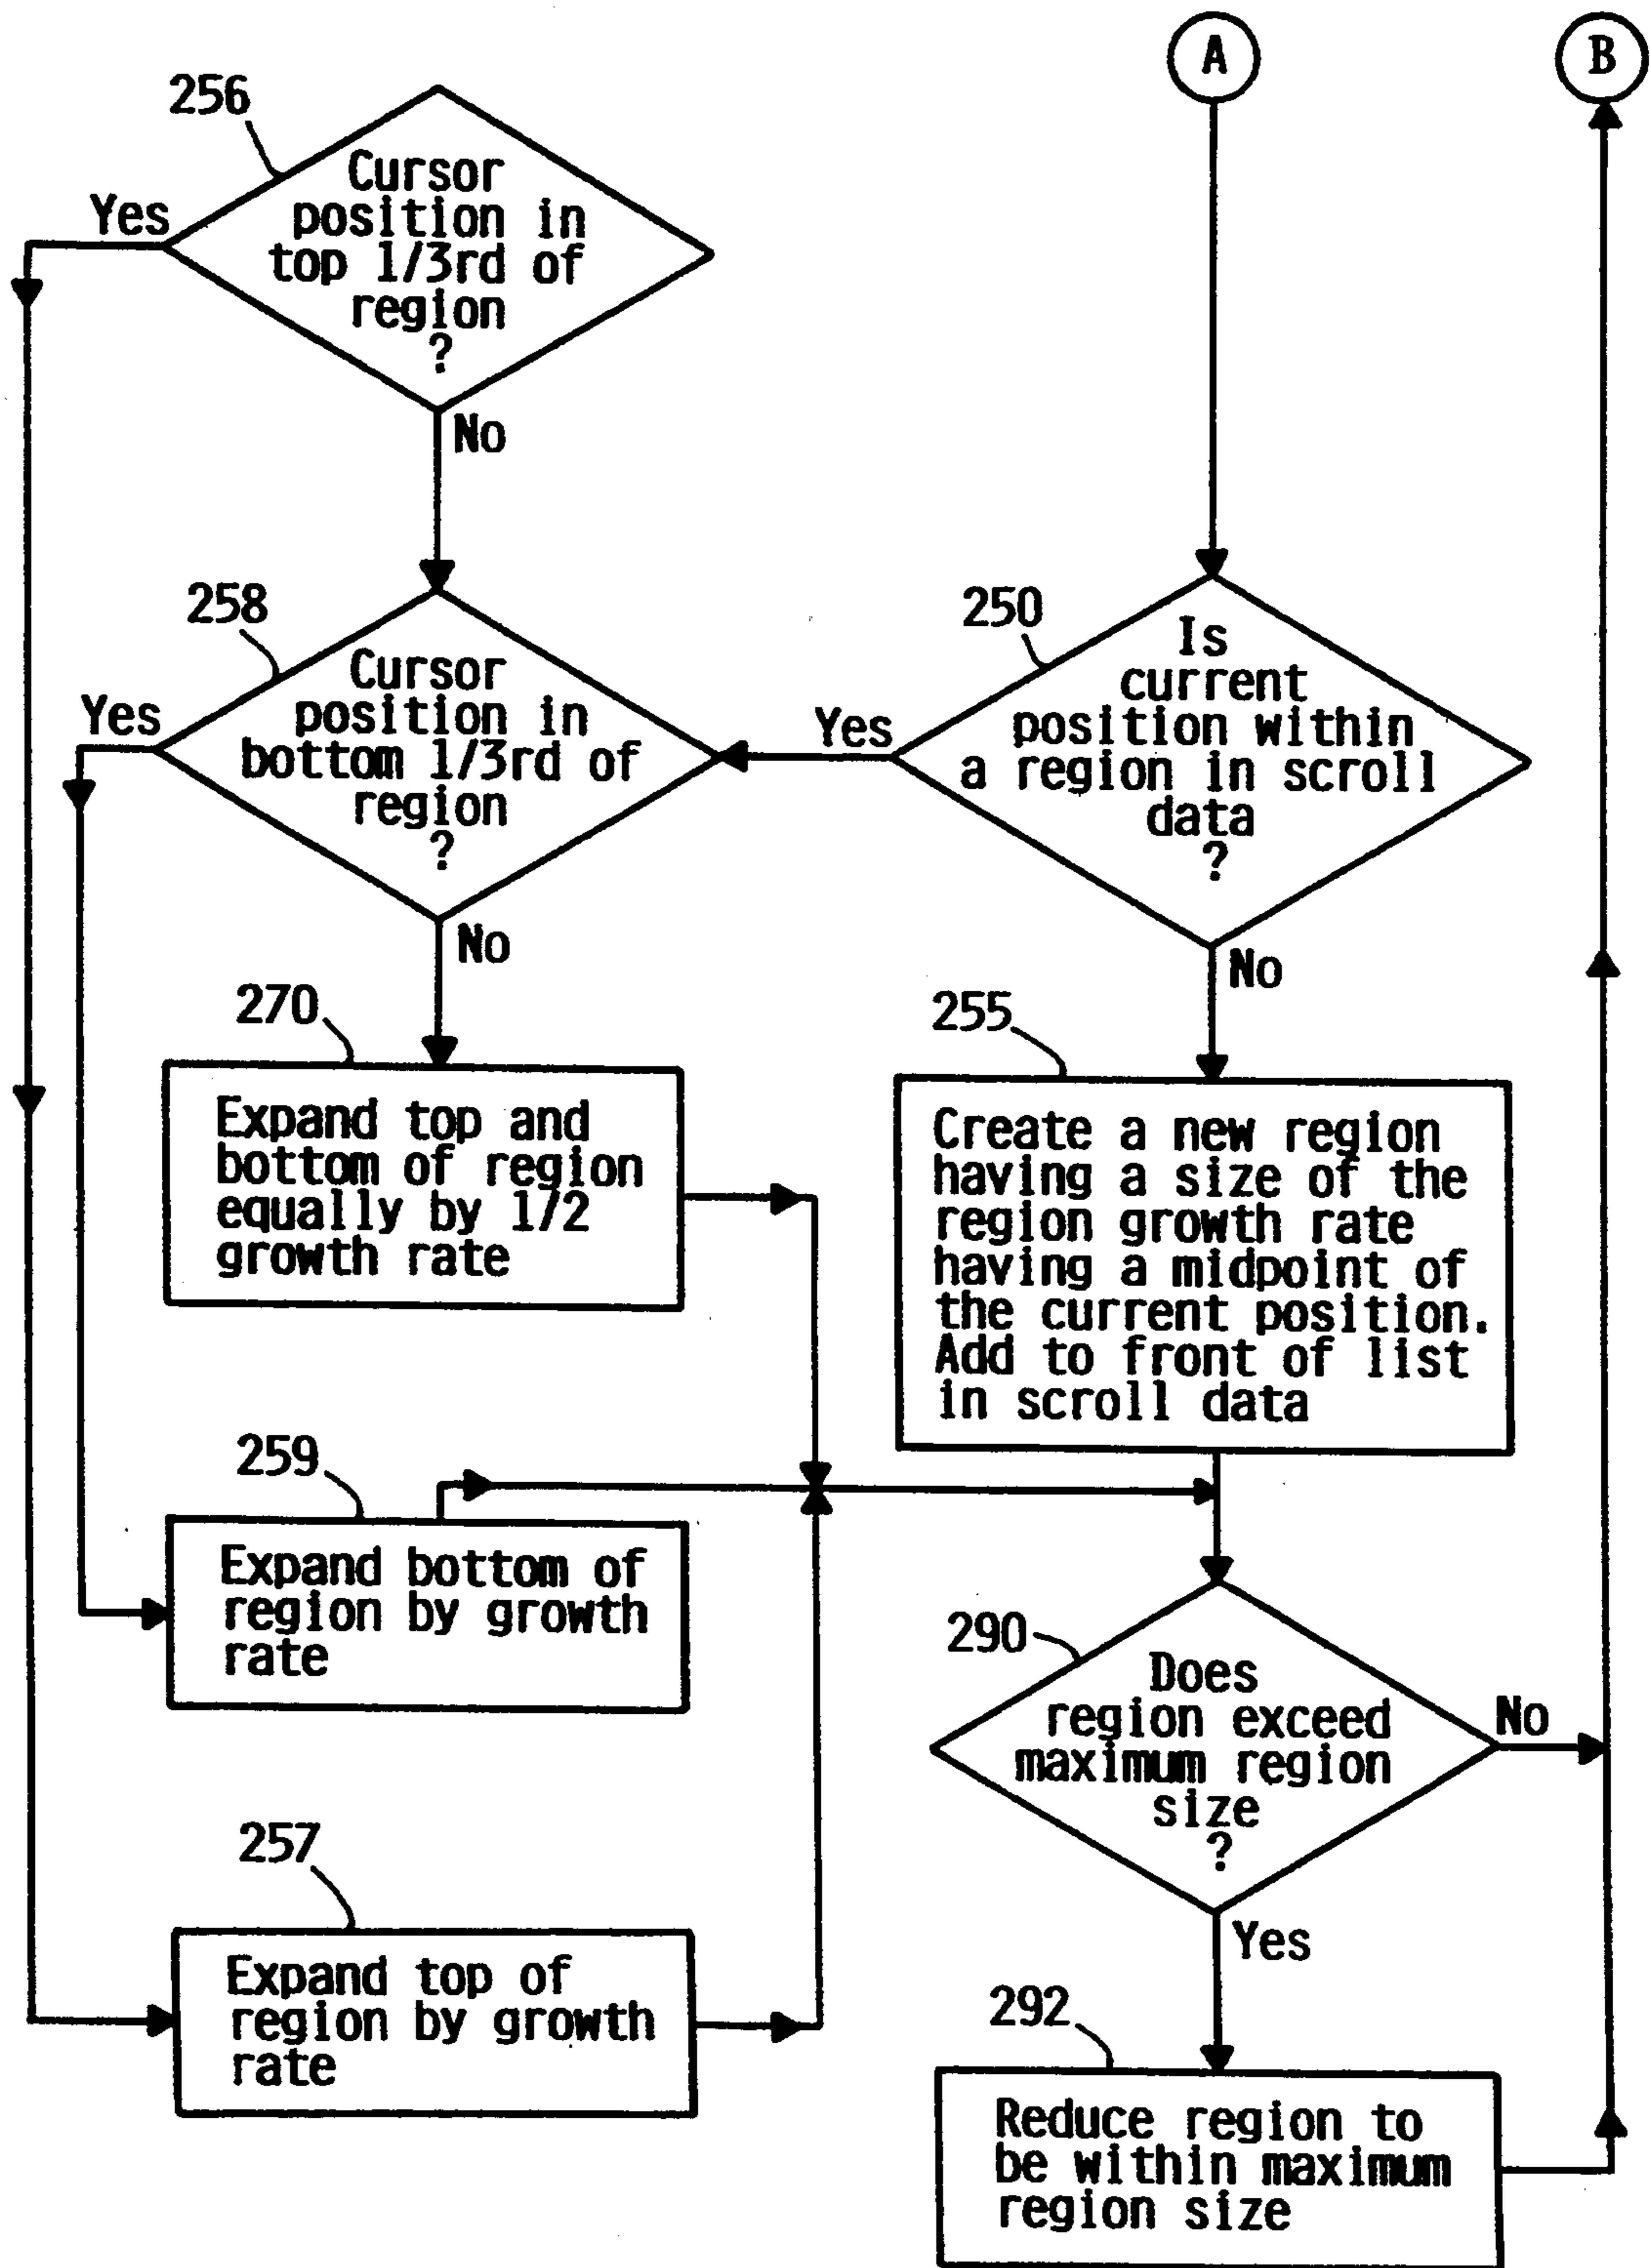 A
B
256
Cursor
position in
top 1/3rd of
region
?
Yes
No
258
Cursor
position in
bottom 1/3rd of
region
?
Yes
No
250
Is
current
position within
a region in scroll
data
?
Yes
No
270
Expand top and
bottom of region
equally by 1/2
growth rate
255
Create a new region
having a size of the
region growth rate
having a midpoint of
the current position.
Add to front of list
in scroll data
259
Expand bottom of
region by growth
rate
290
Does
region exceed
maximum region
size
?
No
Yes
257
Expand top of
region by growth
rate
292
Reduce region to
be within maximum
region size